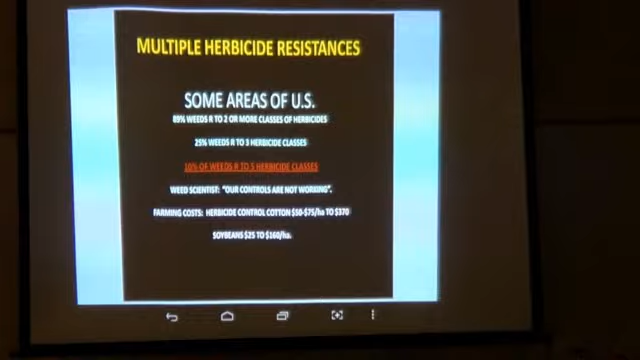 MULTIPLE HERBICIDE RESISTANCES
SOME AREAS OF U.S.
89% WEEDS R TO 2 OR MORE CLASSES OF HERBICIDES
25% WEEDS R TO 3 HERBICIDE CLASSES
10% OF WEEDS R TO 5 HERBICIDE CLASSES
WEED SCIENTIST: "OUR CONTROLS ARE NOT WORKING".
FARMING COSTS: HERBICIDE CONTROL COTTON $50-$75/ha TO $370
SOYBEANS $25 TO $160/ha.